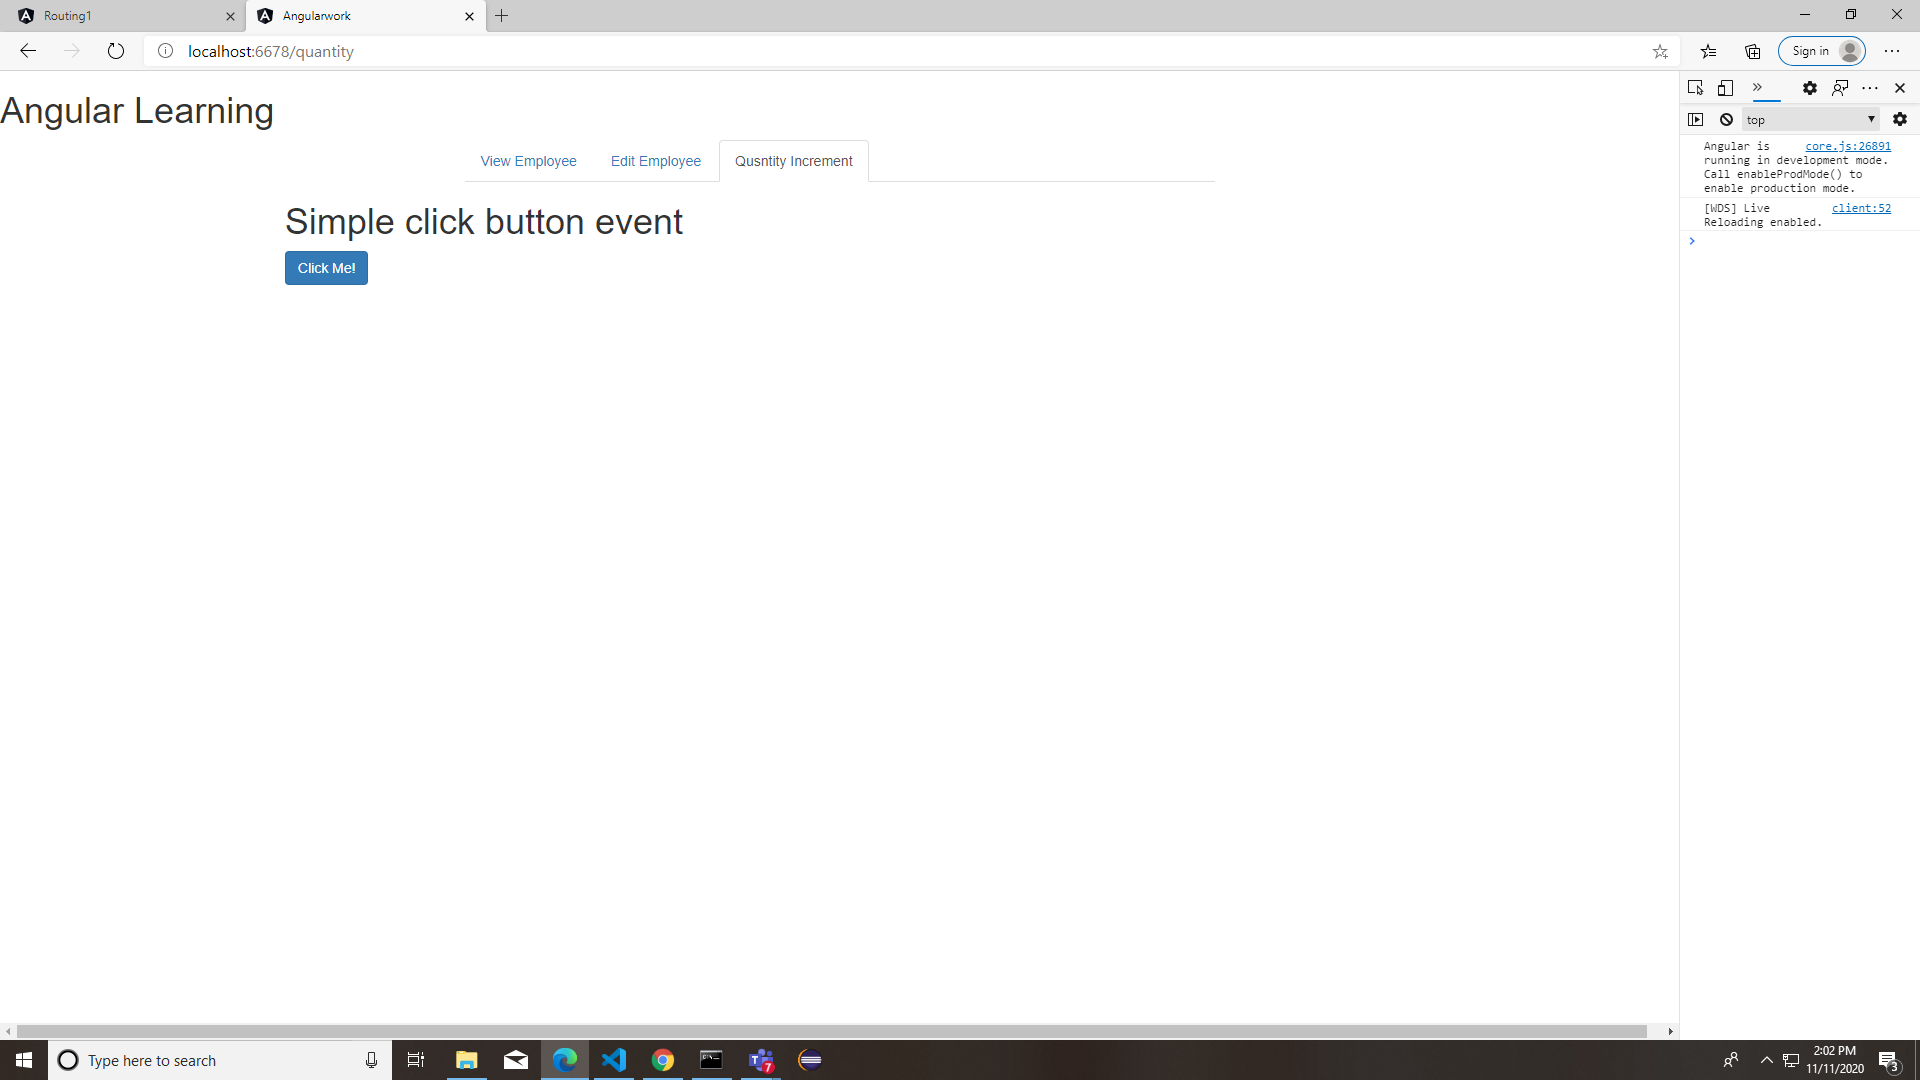 Routing1
Angularwork
localhost:6678/quantity
Sign in
Angular Learning
View Employee Edit Employee Qusntity Increment
Simple click button event
Click Me!
top
Angular is core.js:26891
running in development mode.
Call enableProdMode() to
enable production mode.
[WDS] Live client:52
Reloading enabled.
Type here to search
7
2:02 PM
11/11/2020
3